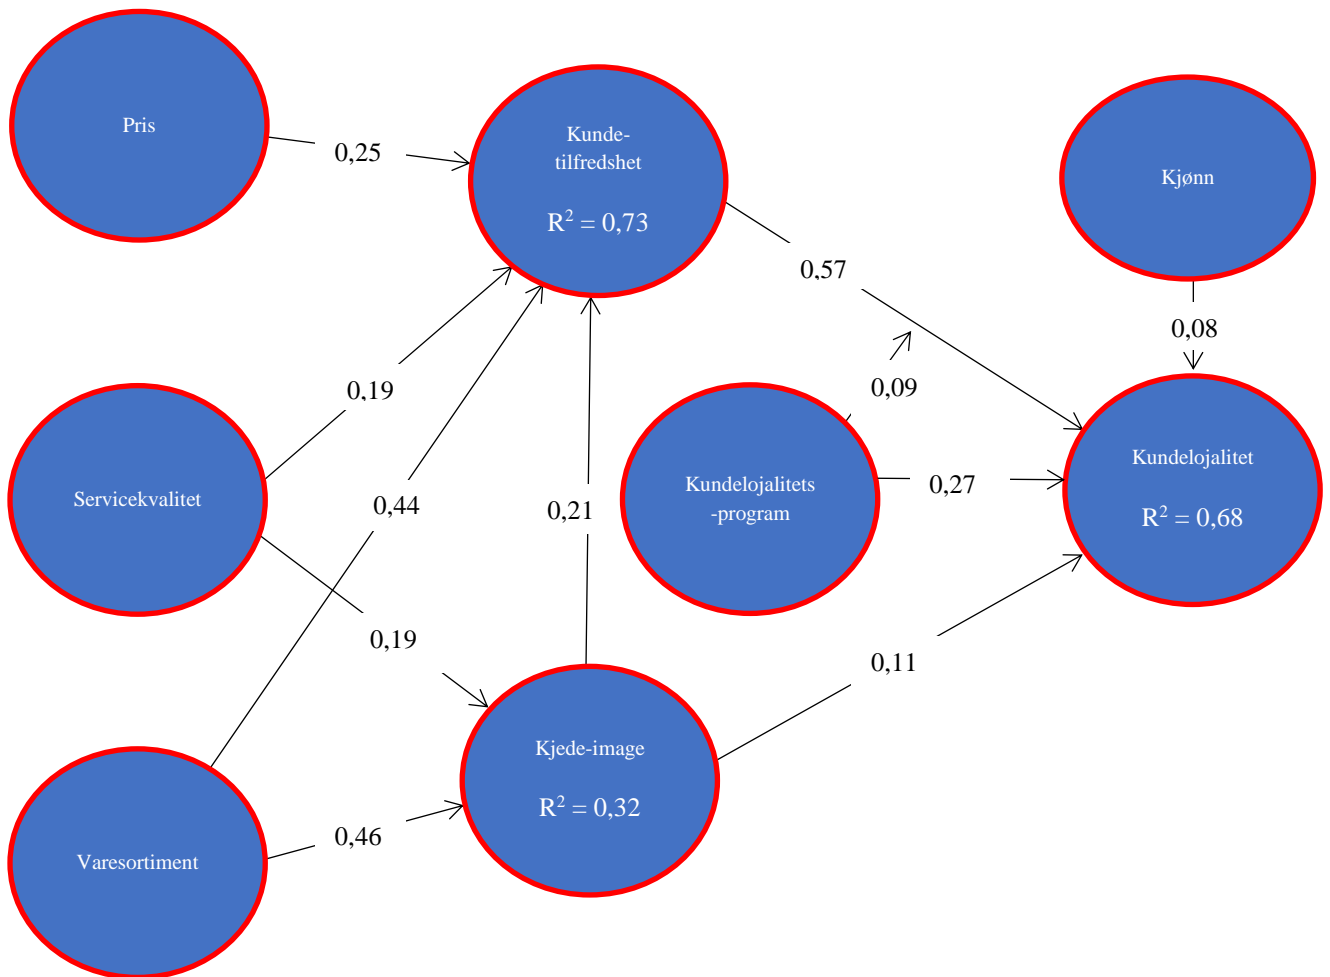 Pris
0,25
Kunde-
tilfredshet
R² = 0,73
Kjønn
0,57
0,08
0,19
0,09
Servicekvalitet
0,44
0,21
Kundelojalitets
-program
0,27
Kundelojalitet
R² = 0,68
0,19
0,11
Kjede-image
R² = 0,32
0,46
Varesortiment